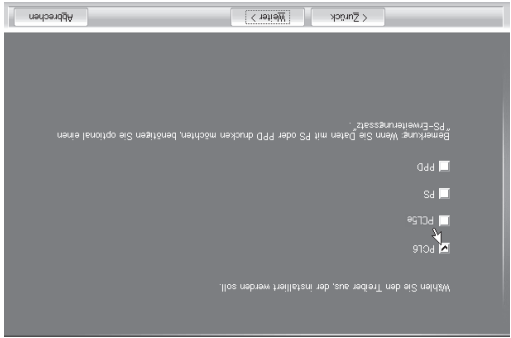 Wählen Sie den Treiber aus, der installiert werden soll.
PCL6
PCL5e
PS
PPD
Bemerkung: Wenn Sie Daten mit PS oder PPD drucken möchten, benötigen Sie optional einen
"PS-Erweiterungssatz".
< Zurück
Weiter >
Abbrechen